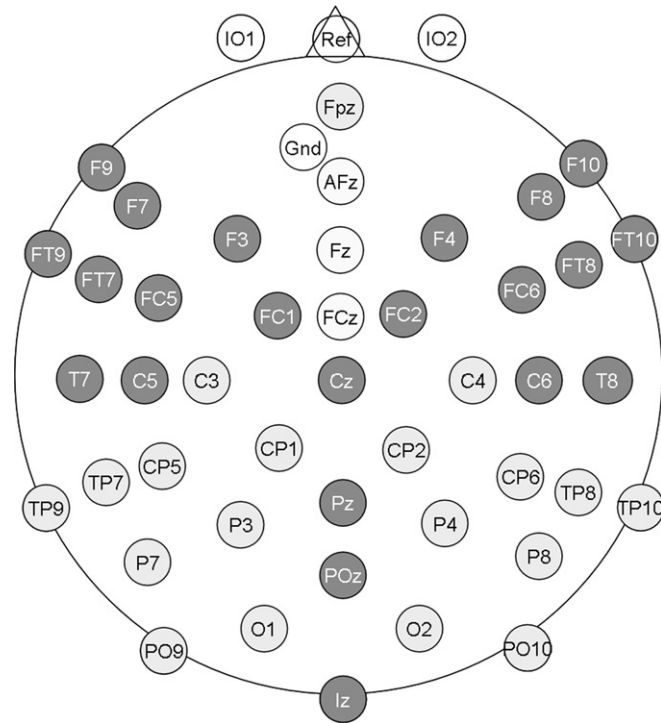 IO1 Ref IO2
Fpz
Gnd
AFz
F9 F10
F7 F8
F3 Fz F4
FT9 FT10
FT7 FT8
FC5 FC6
FC1 FCz FC2
T7 C5 C3 Cz C4 C6 T8
CP1 CP2
TP7 CP5 CP6 TP8
TP9 TP10
Pz
P3 P4
P7 P8
POz
O1 O2
PO9 PO10
Iz